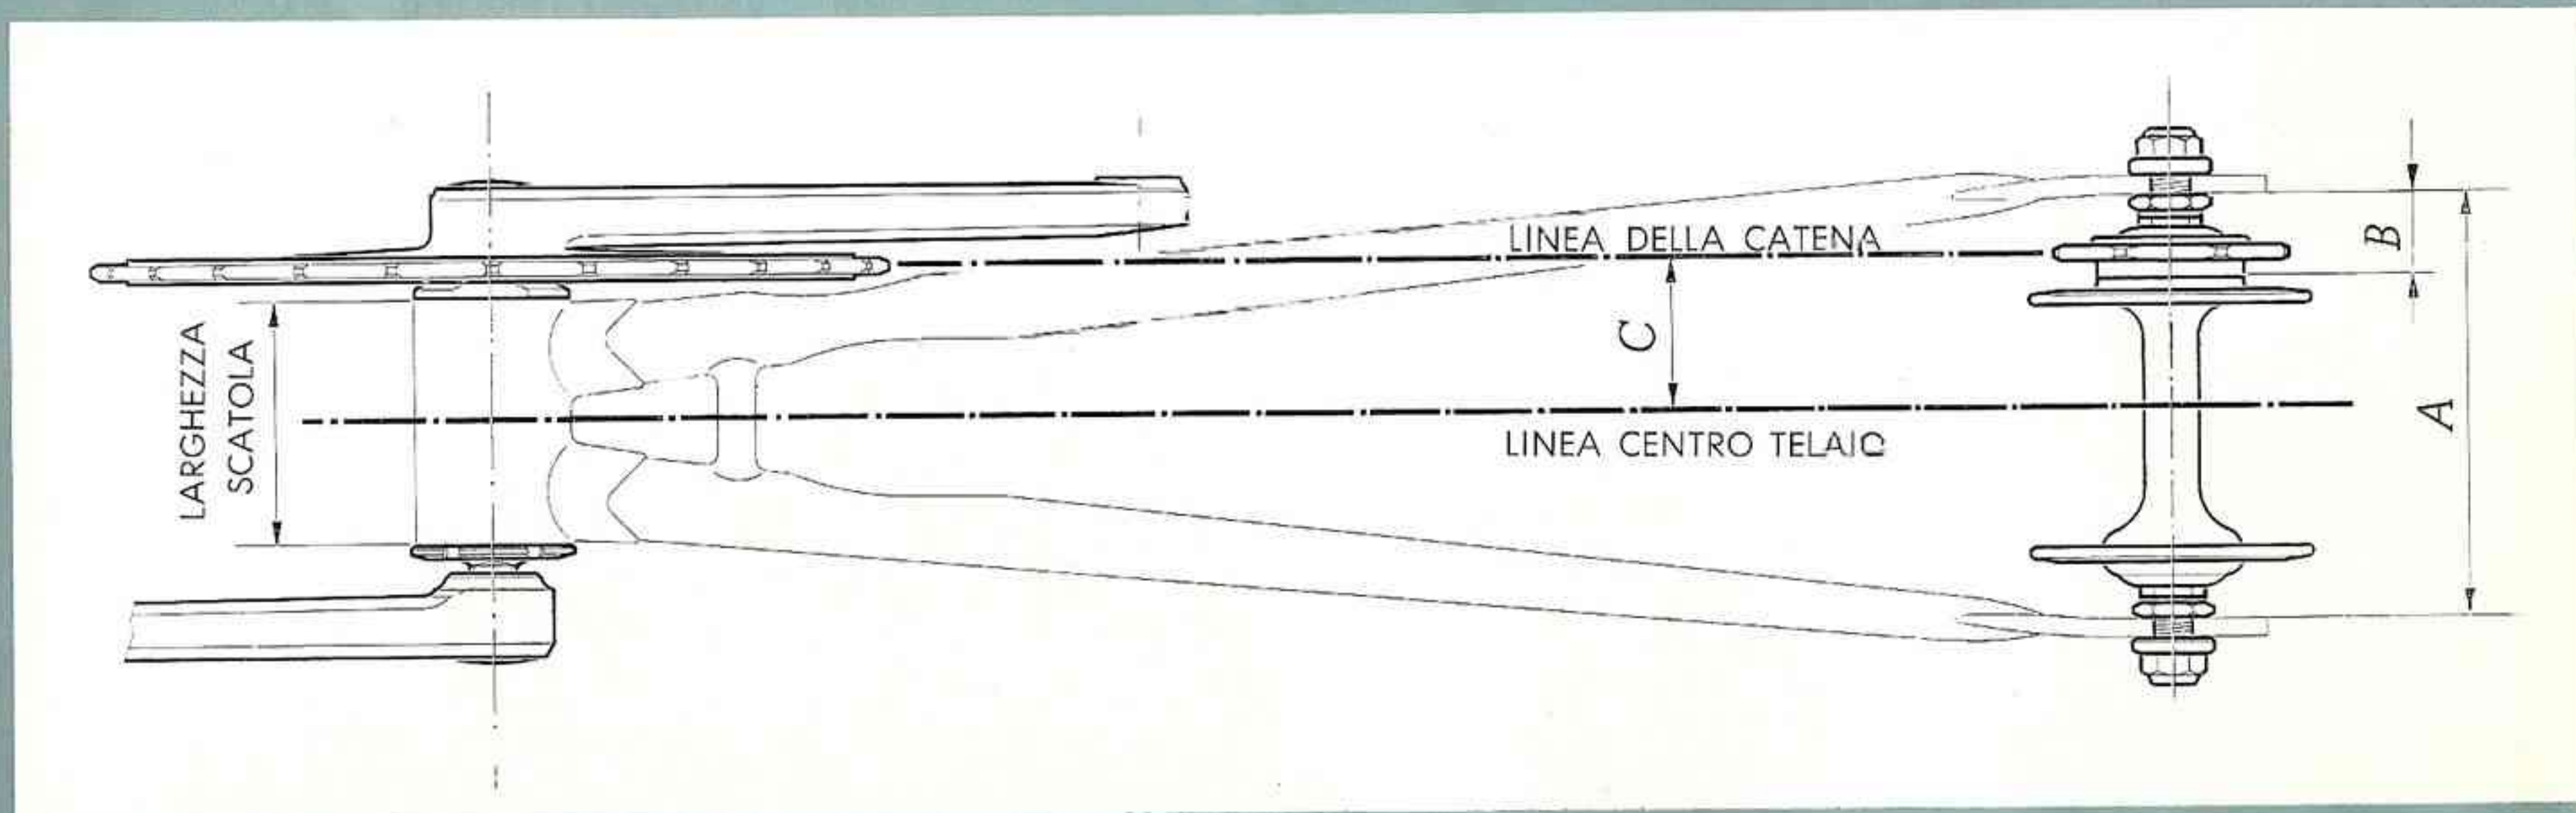 LARGHEZZA
SCATOLA
LINEA DELLA CATENA
C
LINEA CENTRO TELAIO
B
A